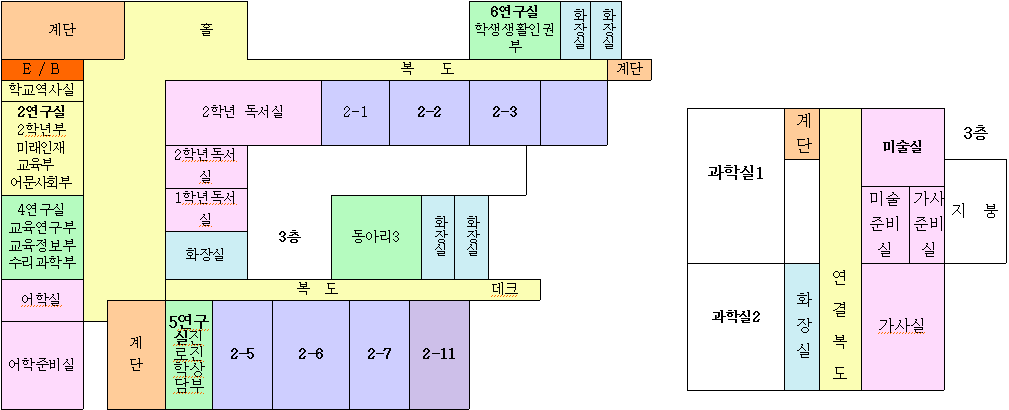 계단
홀
6연구실
학생생활인권
부
화장실
화장실
E / B
복 도
계단
학교역사실
2연구실
2학년부
미래인재
교육부
어문사회부
2학년 독서실
2-1
2-2
2-3
2학년독서
실
1학년독서
실
화장실
3층
동아리3
화장실
화장실
4연구실
교육연구부
교육정보부
수리과학부
어학실
복 도
데크
어학준비실
계
단
5연구
실진
로진
학상
담부
2-5
2-6
2-7
2-11
과학실1
계
단
미술실
3층
미술
준비
실
가사
준비
실
지 붕
과학실2
화
장
실
연
결
복
도
가사실